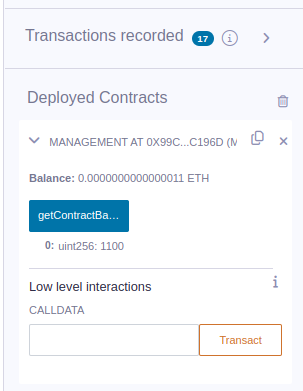 Transactions recorded 17 i
Deployed Contracts
MANAGEMENT AT 0X99C...C196D (M
Balance: 0.0000000000000011 ETH
getContractBa...
0: uint256: 1100
Low level interactions i
CALLDATA
Transact